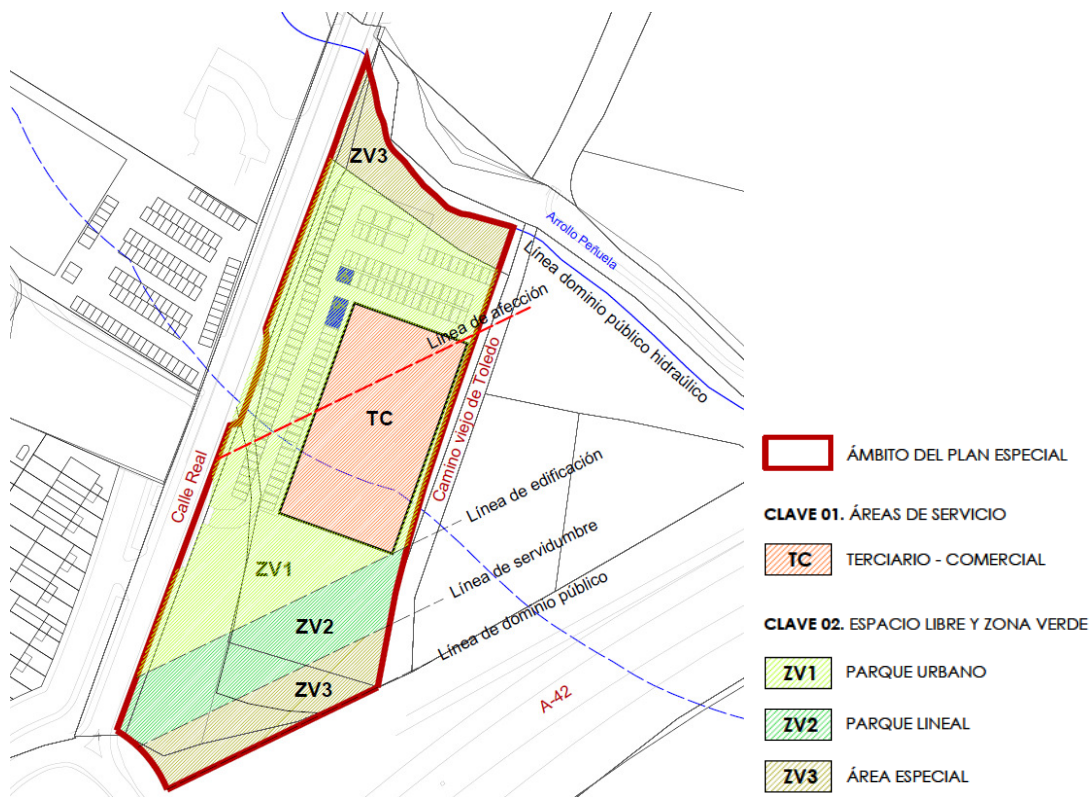 ZV3
Arrollo Peñuela
Línea dominio público hidraúlico
Línea de afección
TC
Camino viejo de Toledo
Calle Real
Línea de edificación
Línea de servidumbre
ZV1
ZV2
Línea de dominio público
ZV3
A-42
ÁMBITO DEL PLAN ESPECIAL
CLAVE 01. ÁREAS DE SERVICIO
TC TERCIARIO - COMERCIAL
CLAVE 02. ESPACIO LIBRE Y ZONA VERDE
ZV1 PARQUE URBANO
ZV2 PARQUE LINEAL
ZV3 ÁREA ESPECIAL